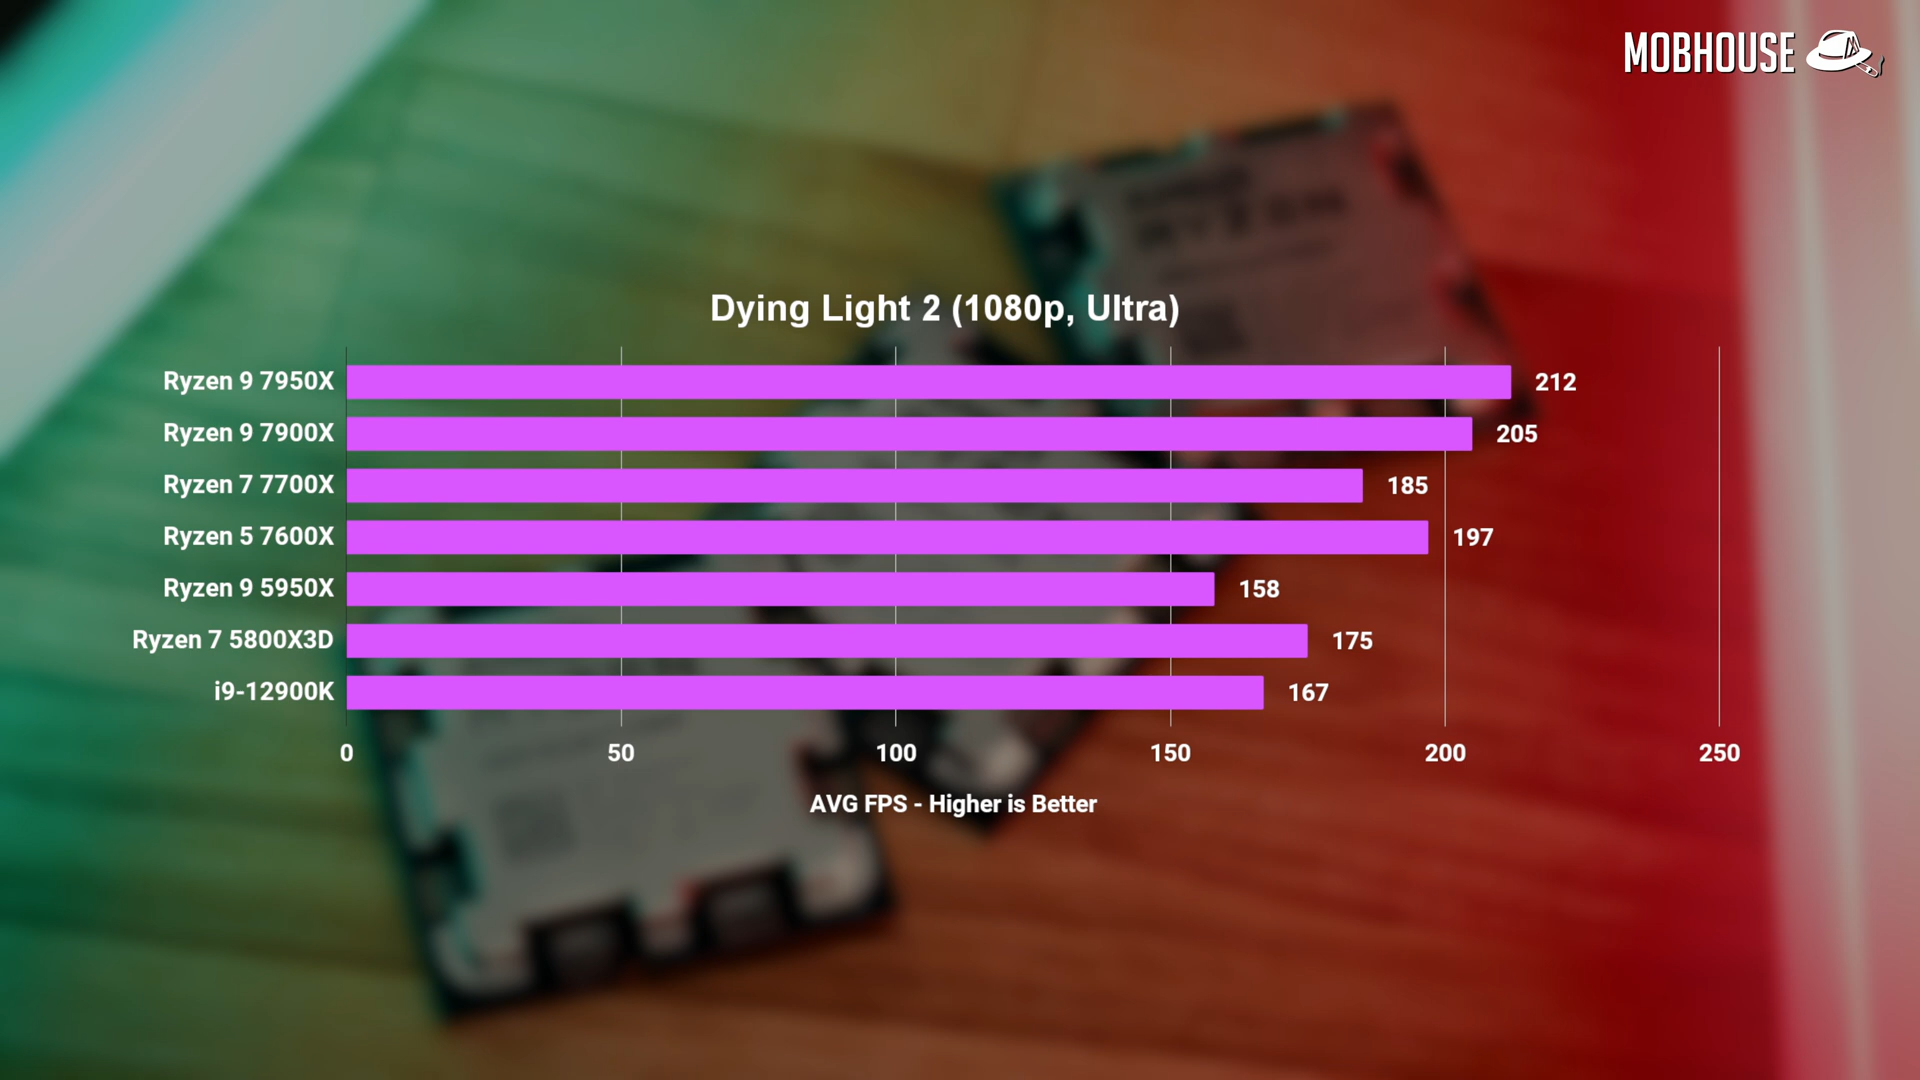 MOBHOUSE
RYZEN
Dying Light 2 (1080p, Ultra)
Ryzen 9 7950X 212
Ryzen 9 7900X 205
Ryzen 7 7700X 185
Ryzen 5 7600X 197
Ryzen 9 5950X 158
Ryzen 7 5800X3D 175
i9-12900K 167
0 50 100 150 200 250
AVG FPS - Higher is Better